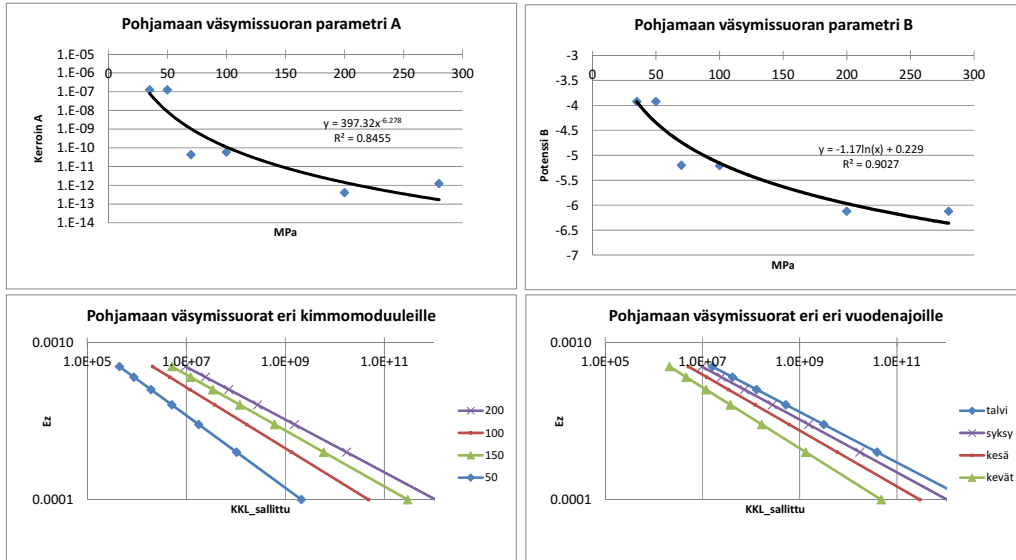 Pohjamaan väsymissuoran parametri A
1.E-05
1.E-06
1.E-07
1.E-08
1.E-09
1.E-10
1.E-11
1.E-12
1.E-13
1.E-14
0 50 100 150 200 250 300
Kerroin A
MPa
y = 397.32x^-6.278
R² = 0.8455
Pohjamaan väsymissuoran parametri B
-3
-3.5
-4
-4.5
-5
-5.5
-6
-6.5
-7
0 50 100 150 200 250 300
Potenssi B
MPa
y = -1.17ln(x) + 0.229
R² = 0.9027
Pohjamaan väsymissuorat eri kimmomoduuleille
0.0010
0.0001
1.0E+05 1.0E+07 1.0E+09 1.0E+11
Ez
KKL_sallittu
200
100
150
50
Pohjamaan väsymissuorat eri eri vuodenajoille
0.0010
0.0001
1.0E+05 1.0E+07 1.0E+09 1.0E+11
Ez
KKL_sallittu
talvi
syksy
kesä
kevät